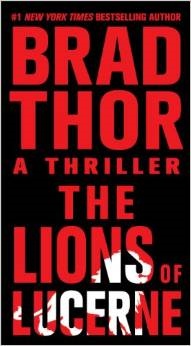 #1 NEW YORK TIMES BESTSELLING AUTHOR
BRAD
THOR
A THRILLER
THE
LIONS OF
LUCERNE